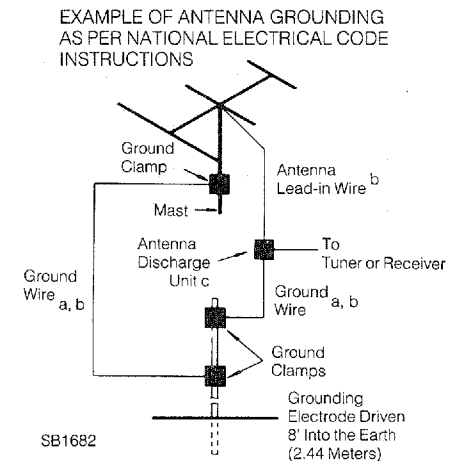 EXAMPLE OF ANTENNA GROUNDING
AS PER NATIONAL ELECTRICAL CODE
INSTRUCTIONS
Ground
Clamp
Antenna
Lead-in Wire b
Mast
Antenna
Discharge
Unit c
To
Tuner or Receiver
Ground
Wire a, b
Ground
Wire a, b
Ground
Clamps
Grounding
Electrode Driven
8' Into the Earth
(2.44 Meters)
SB1682